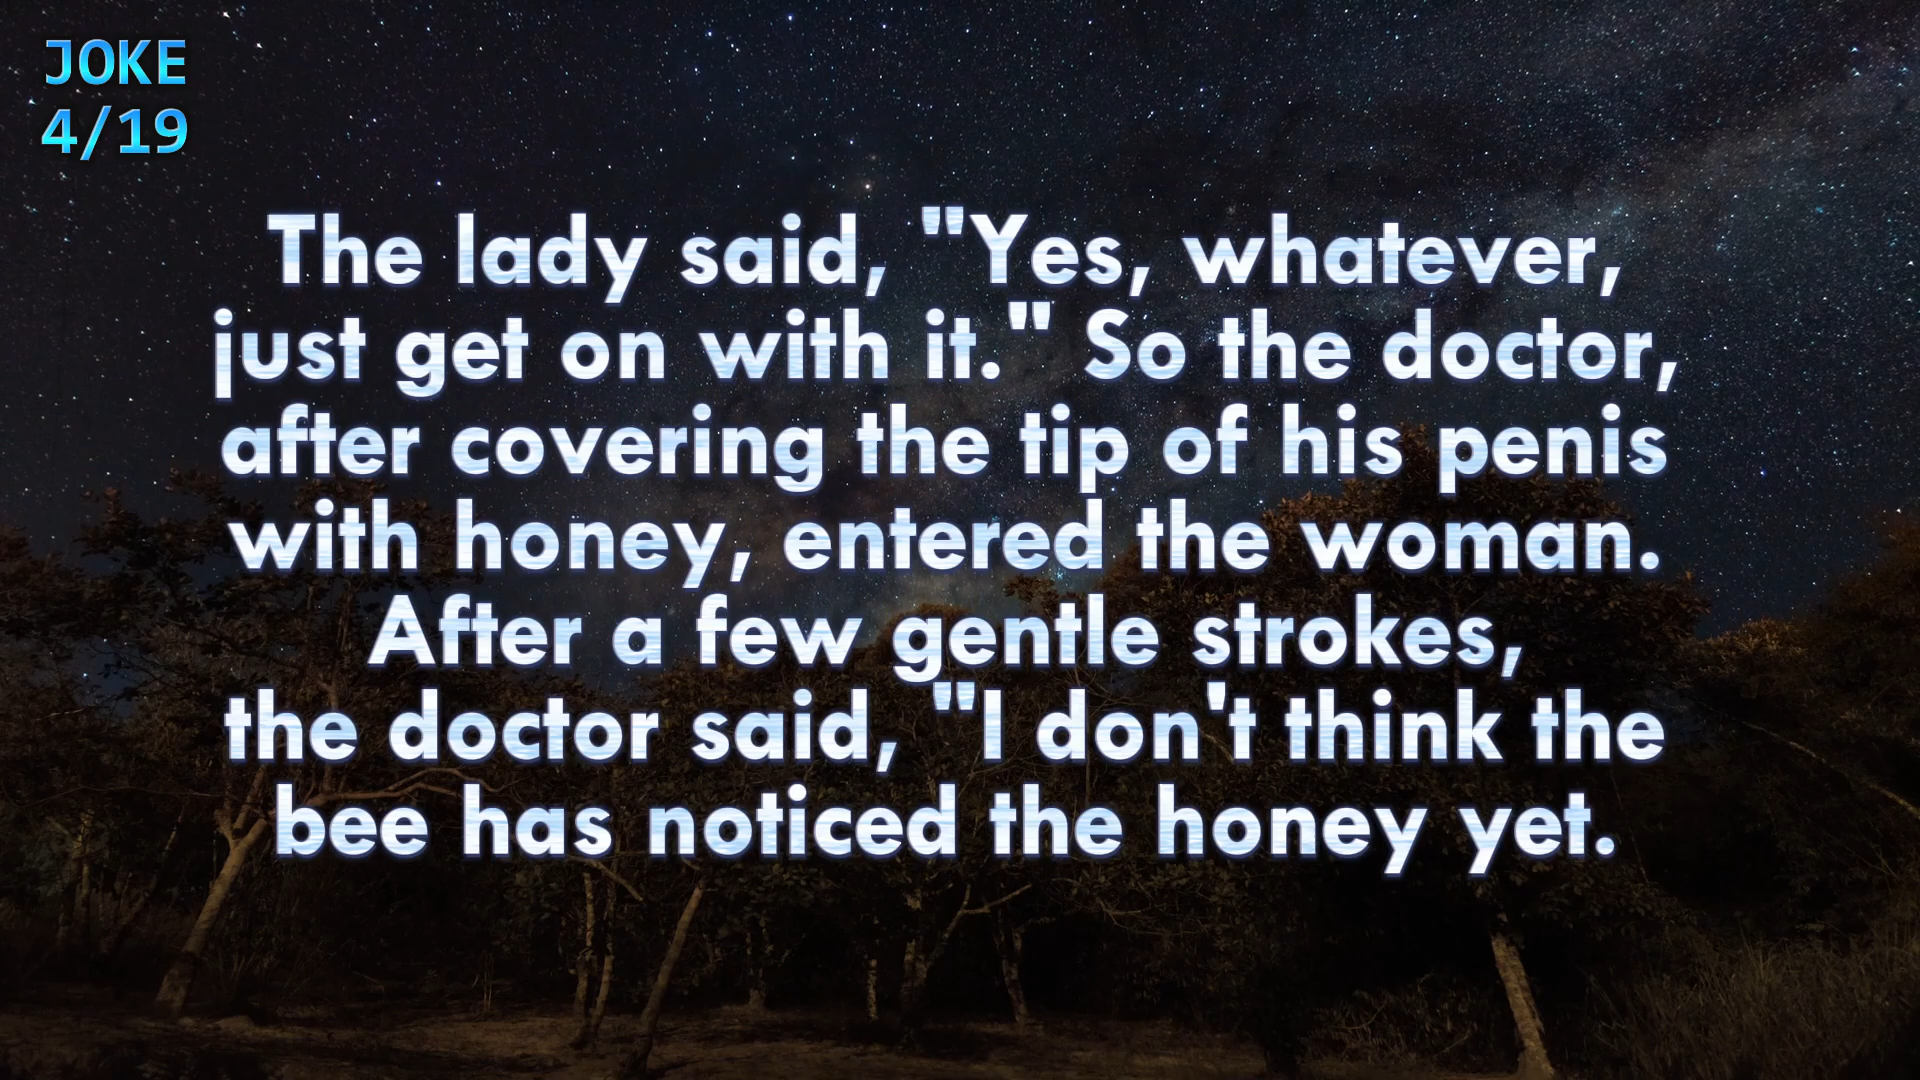 JOKE
4/19
The lady said, "Yes, whatever,
just get on with it." So the doctor,
after covering the tip of his penis
with honey, entered the woman.
After a few gentle strokes,
the doctor said, "I don't think the
bee has noticed the honey yet.